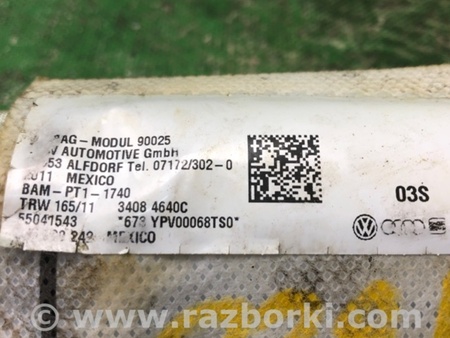 AG-MODUL 90025
AUTOMOTIVE GmbH
53 ALFDORF Tel. 07172/302-0
2011 MEXICO
BAM-PT1-1740
TRW 165/11 3408 4640C
55041543 *673 YPV00068TS0*
243 MEXICO
03S
www.razborki.com